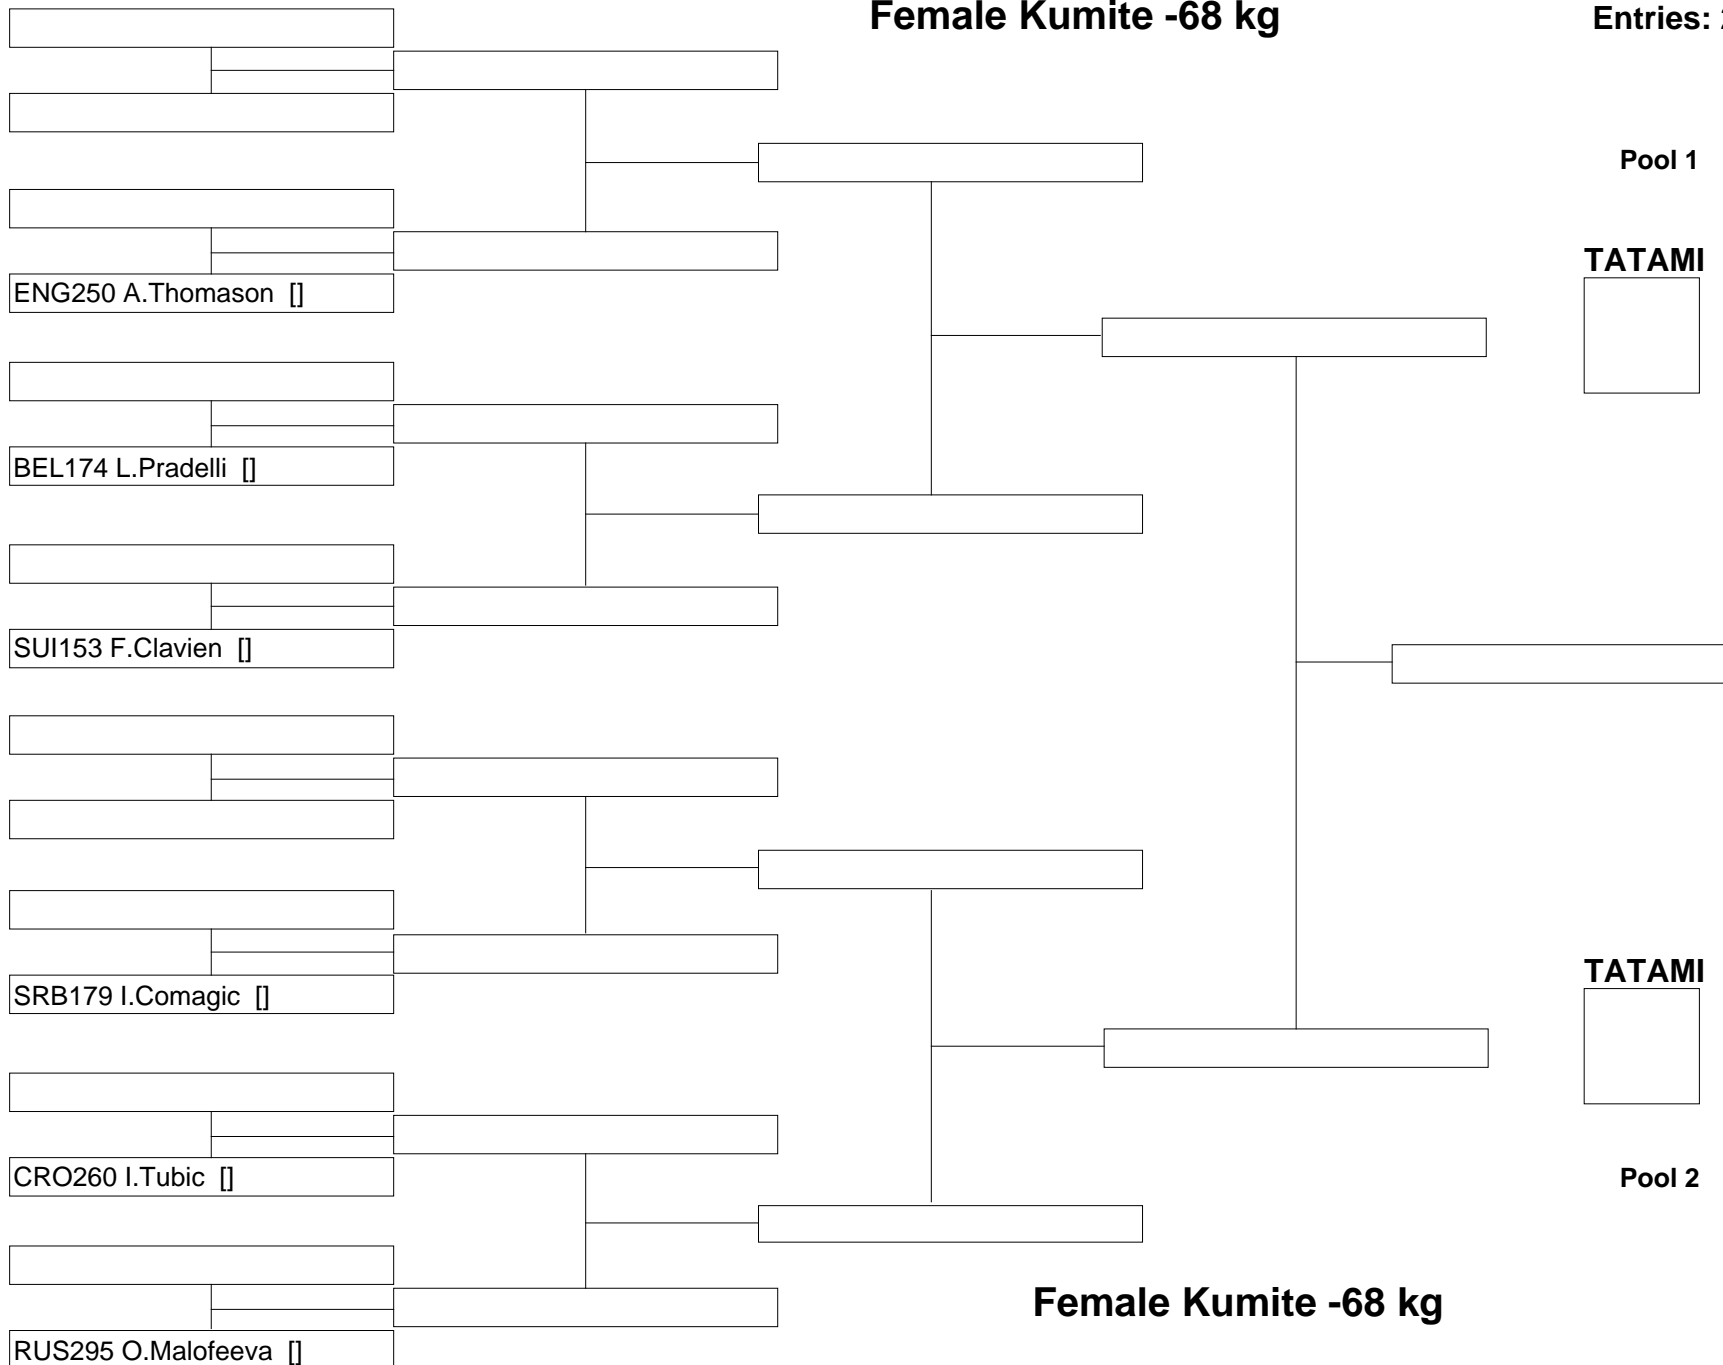 Female Kumite -68 kg
Entries:
Pool 1
TATAMI
ENG250 A.Thomason []
BEL174 L.Pradelli []
SUI153 F.Clavien []
SRB179 I.Comagic []
TATAMI
CRO260 I.Tubic []
Pool 2
Female Kumite -68 kg
RUS295 O.Malofeeva []